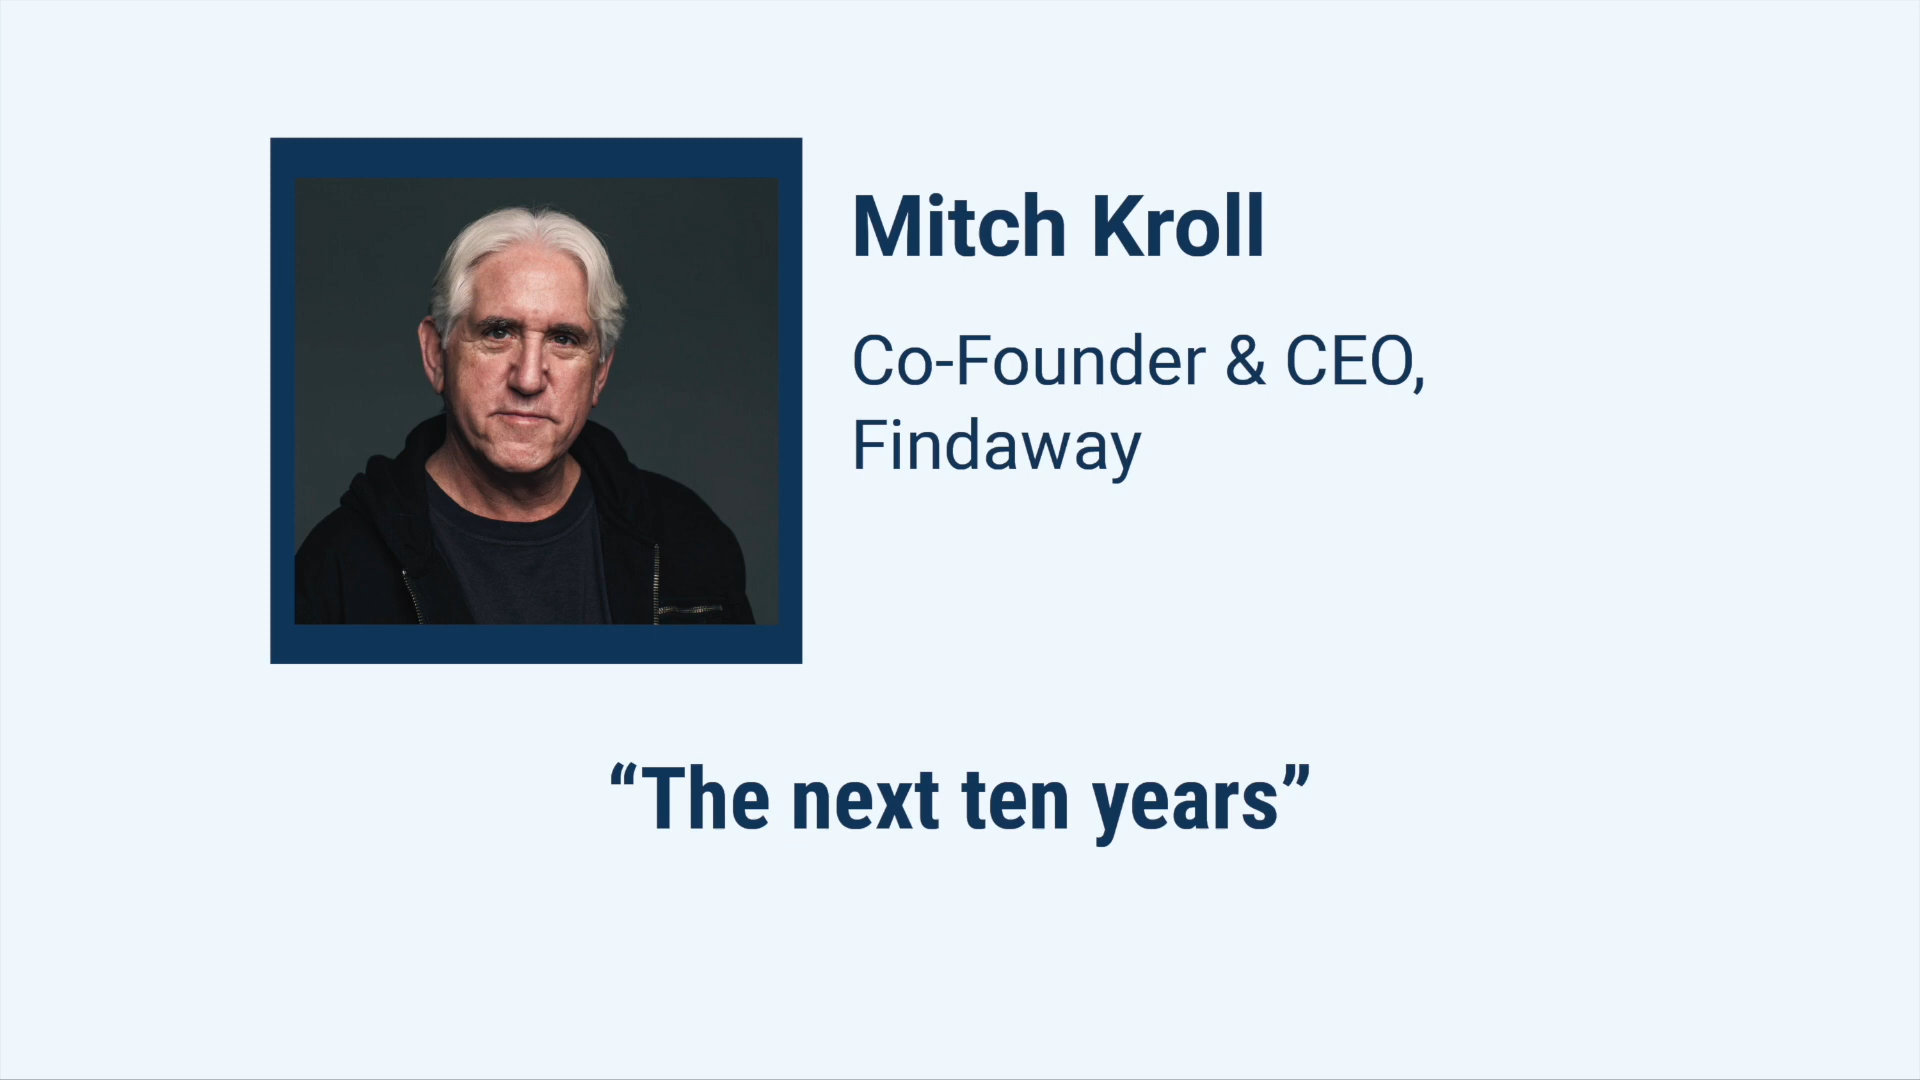 Mitch Kroll
Co-Founder & CEO,
Findaway
“The next ten years”